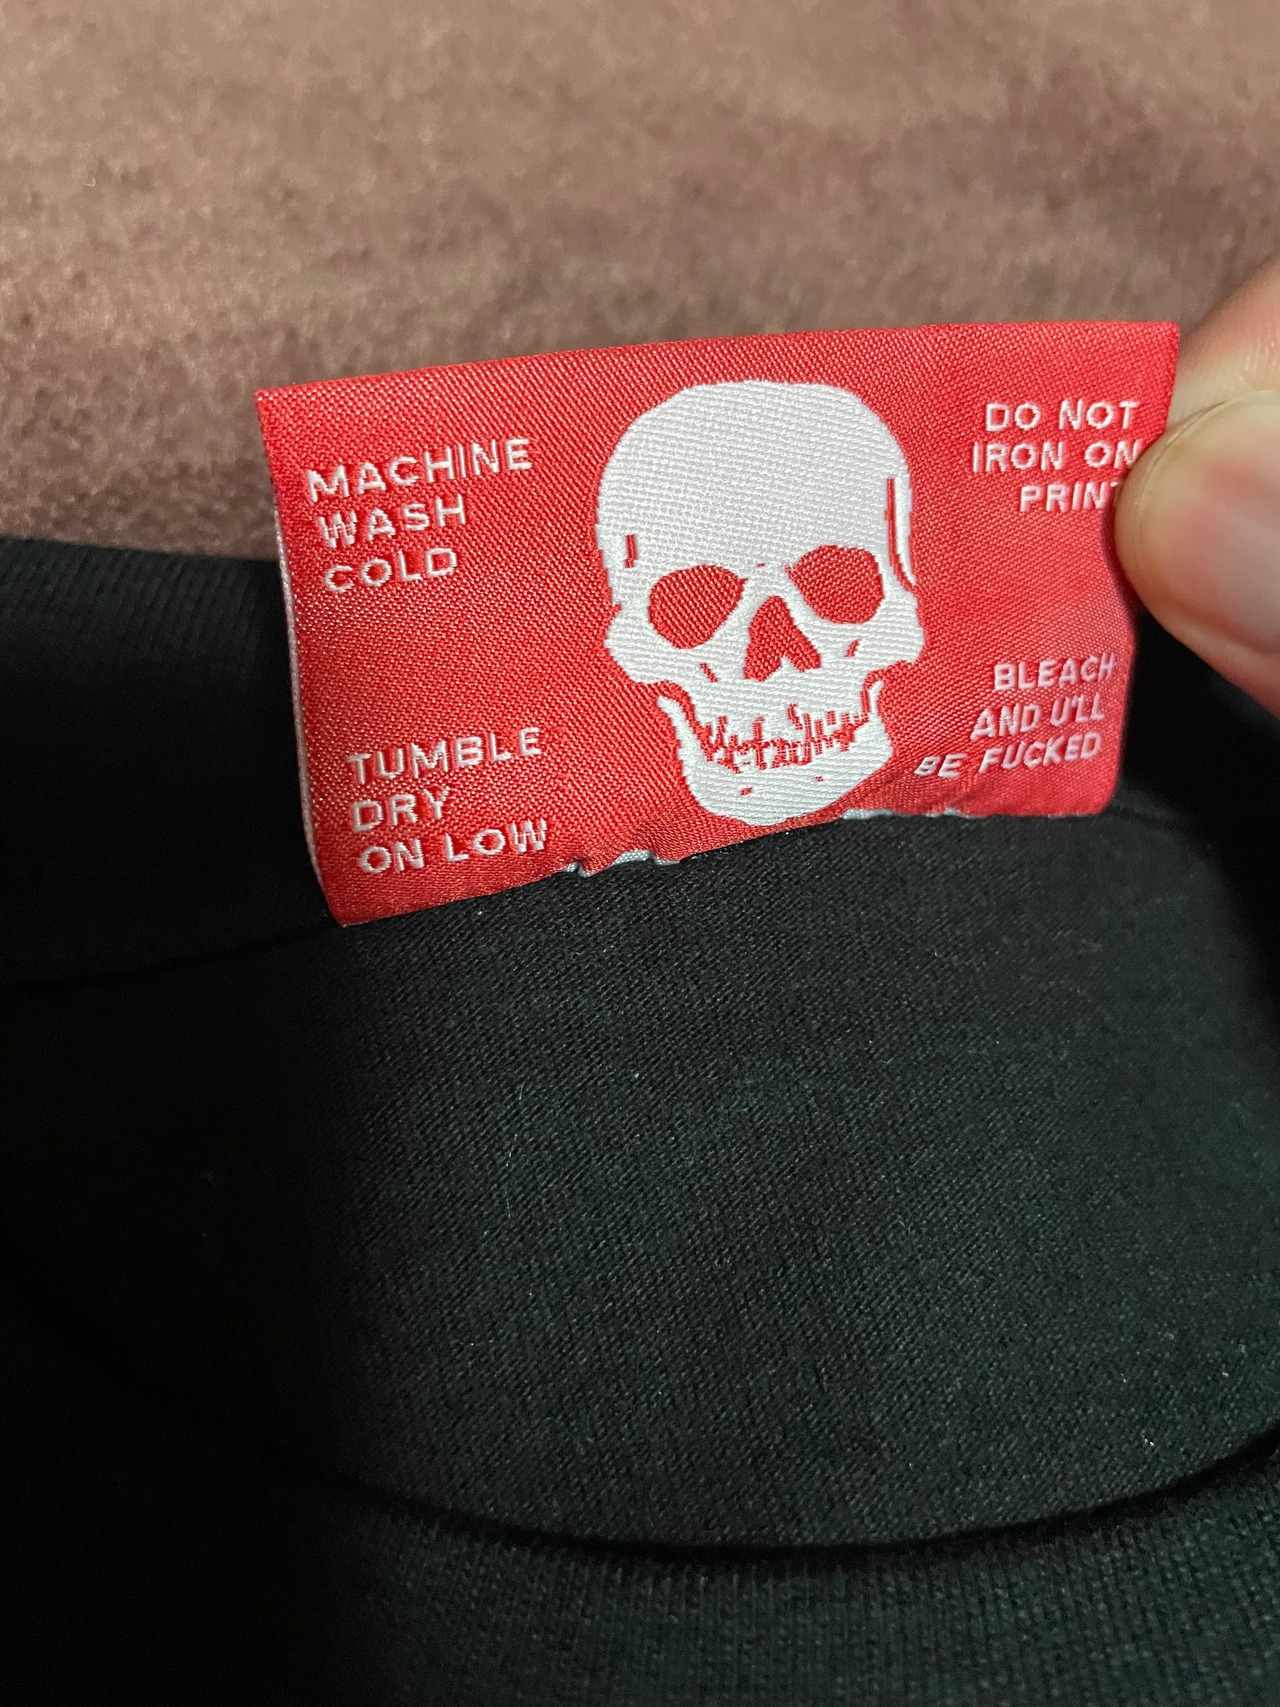 MACHINE
WASH
COLD
TUMBLE
DRY
ON LOW
DO NOT
IRON ON
PRINT
BLEACH
AND U'LL
BE FUCKED